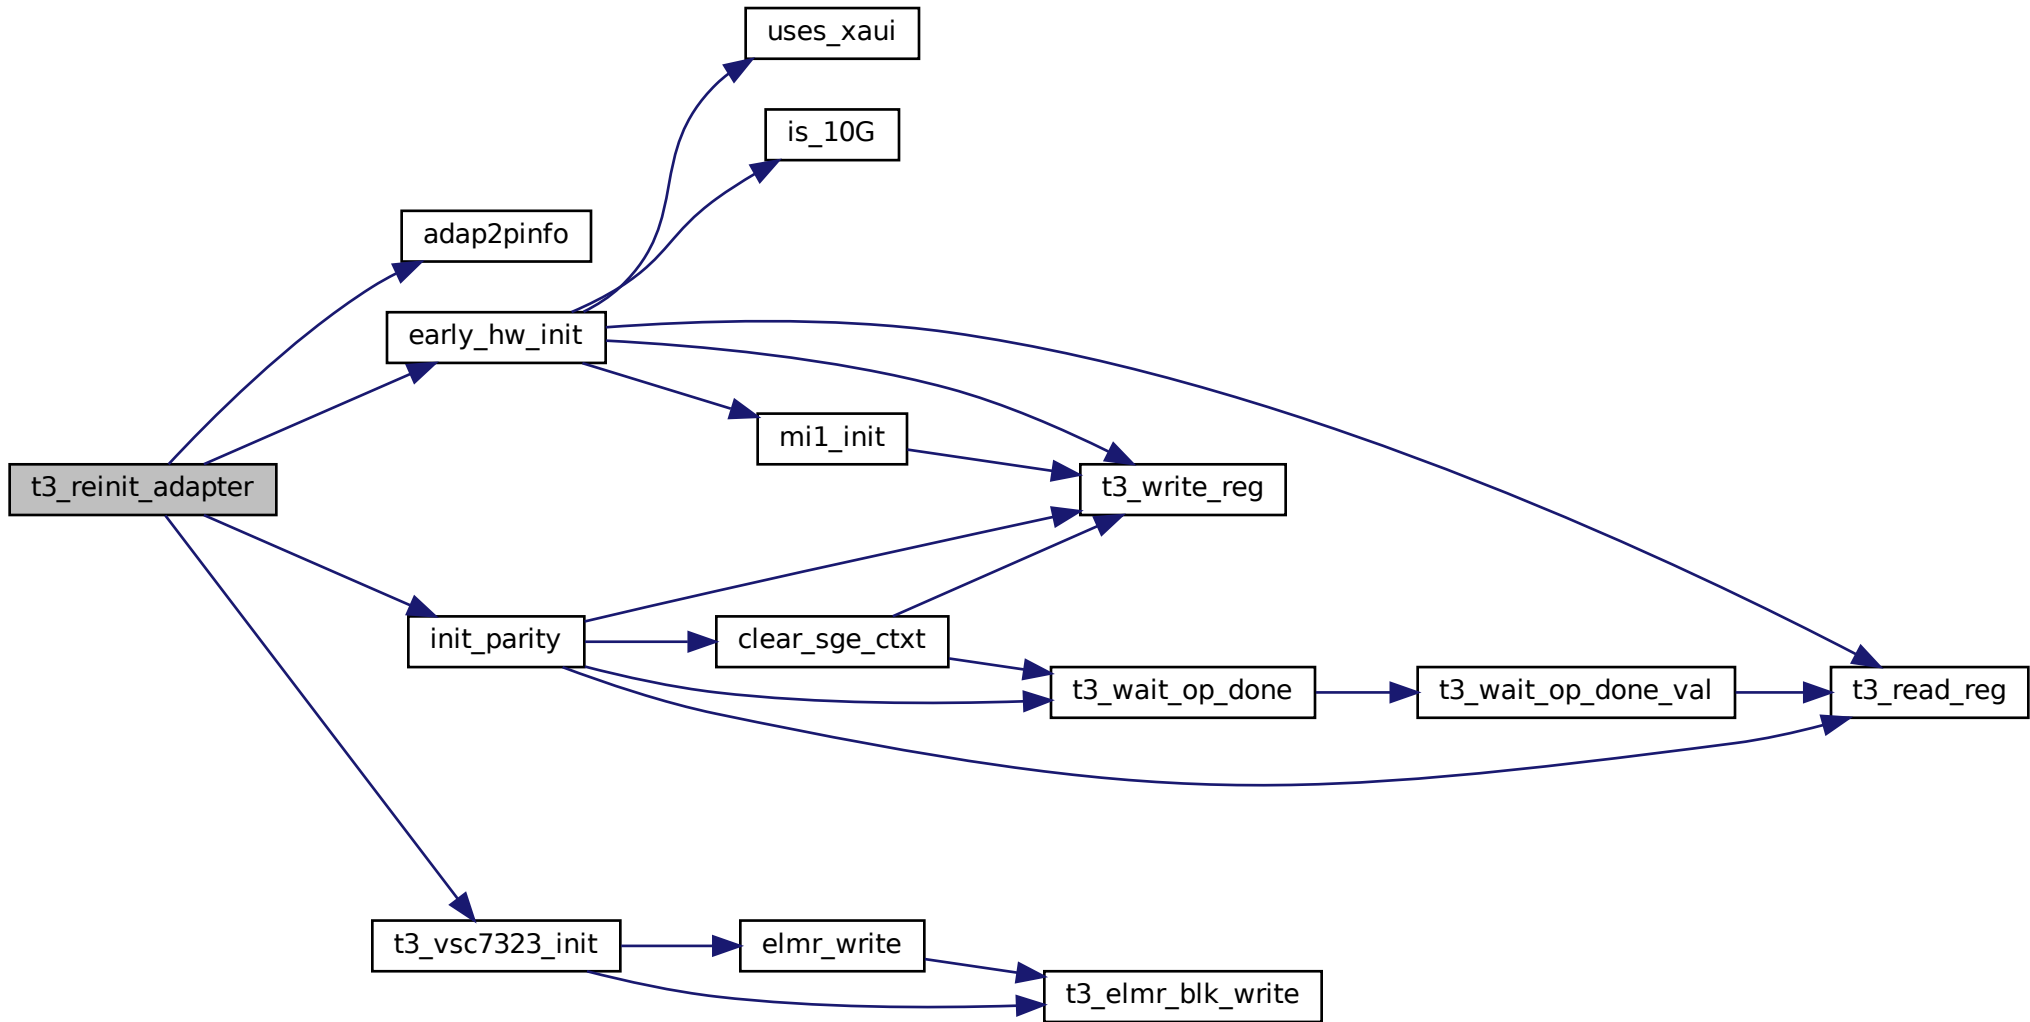 uses_xaui
is_10G
adap2pinfo
early_hw_init
mi1_init
t3_reinit_adapter
t3_write_reg
init_parity
clear_sge_ctxt
t3_wait_op_done
t3_wait_op_done_val
t3_read_reg
t3_vsc7323_init
elmr_write
t3_elmr_blk_write